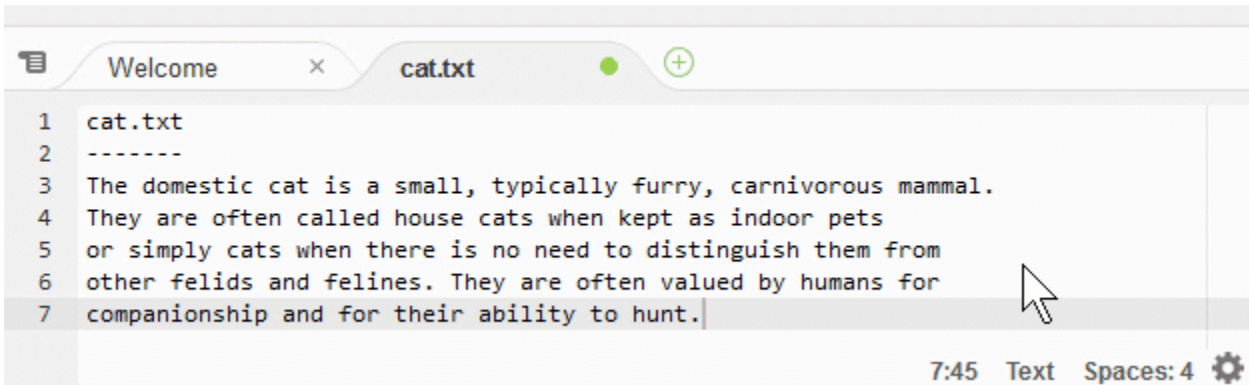 Welcome × cat.txt
1 cat.txt
2 -------
3 The domestic cat is a small, typically furry, carnivorous mammal.
4 They are often called house cats when kept as indoor pets
5 or simply cats when there is no need to distinguish them from
6 other felids and felines. They are often valued by humans for
7 companionship and for their ability to hunt.
7:45 Text Spaces: 4